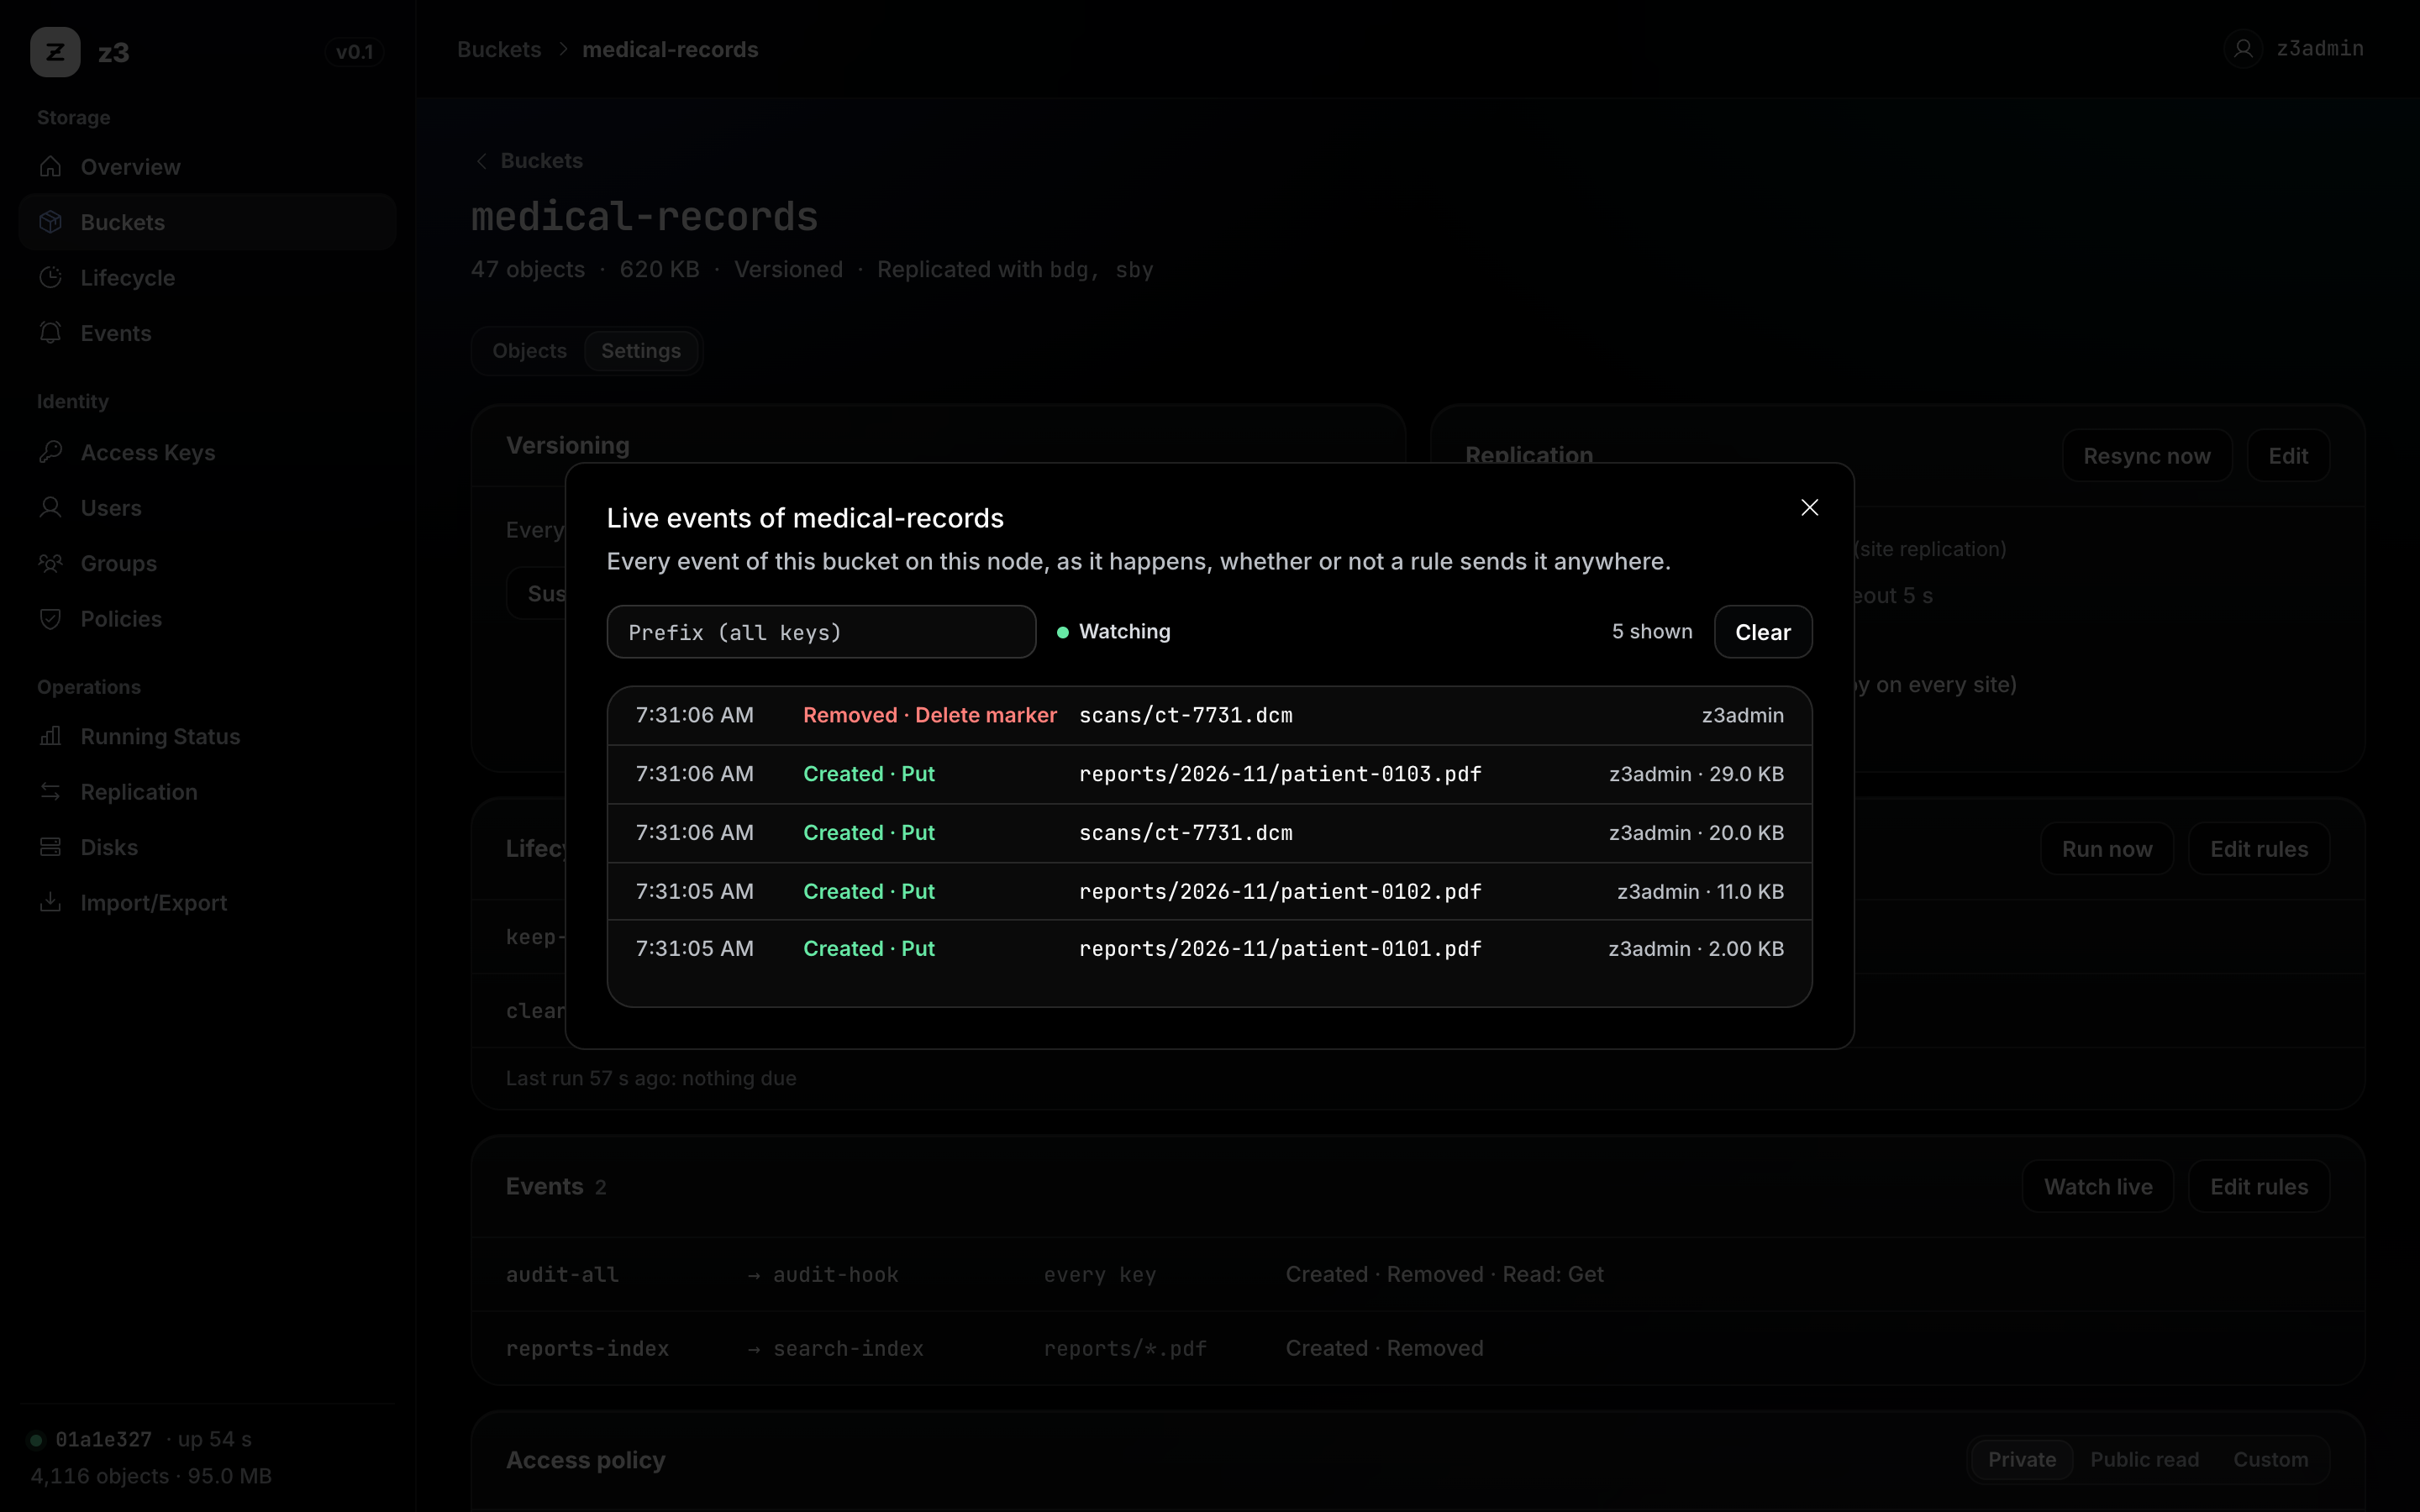 z3
v0.1
Storage
Overview
Buckets
Lifecycle
Events
Identity
Access Keys
Users
Groups
Policies
Operations
Running Status
Replication
Disks
Import/Export
01a1e327 · up 54 s
4,116 objects · 95.0 MB
Buckets > medical-records
z3admin
Buckets
medical-records
47 objects · 620 KB · Versioned · Replicated with bdg, sby
Objects Settings
Versioning
Every
Sus
Replication
Resync now Edit
(site replication)
eout 5 s
y on every site)
Live events of medical-records
Every event of this bucket on this node, as it happens, whether or not a rule sends it anywhere.
Prefix (all keys) Watching 5 shown Clear
7:31:06 AM Removed · Delete marker scans/ct-7731.dcm z3admin
7:31:06 AM Created · Put reports/2026-11/patient-0103.pdf z3admin · 29.0 KB
7:31:06 AM Created · Put scans/ct-7731.dcm z3admin · 20.0 KB
7:31:05 AM Created · Put reports/2026-11/patient-0102.pdf z3admin · 11.0 KB
7:31:05 AM Created · Put reports/2026-11/patient-0101.pdf z3admin · 2.00 KB
Lifecy
Run now Edit rules
keep-
clear
Last run 57 s ago: nothing due
Events 2
Watch live Edit rules
audit-all → audit-hook every key Created · Removed · Read: Get
reports-index → search-index reports/*.pdf Created · Removed
Access policy
Private Public read Custom